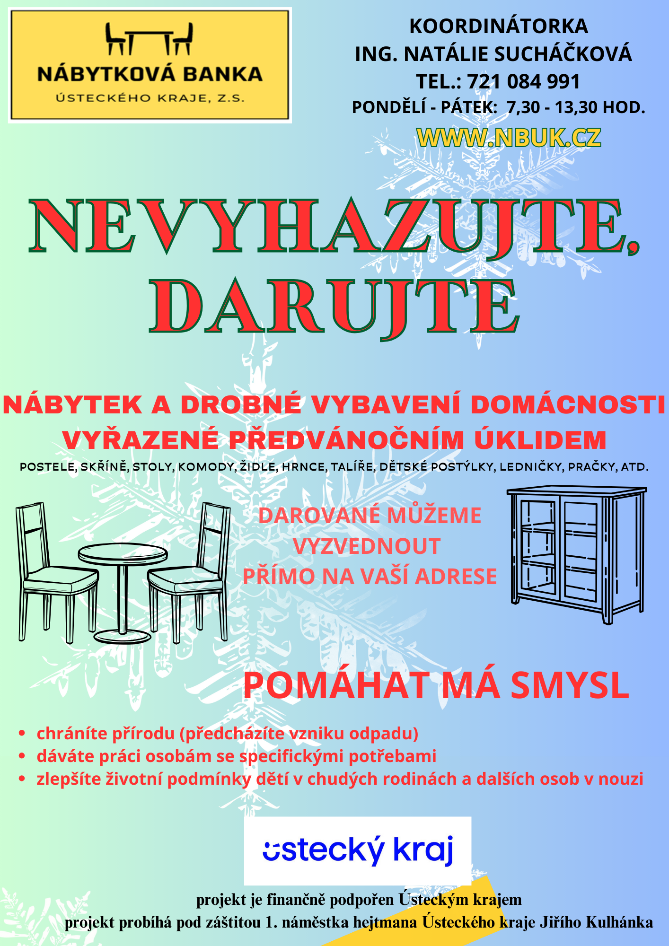 NÁBYTKOVÁ BANKA
ÚSTECKÉHO KRAJE, Z.S.
KOORDINÁTORKA
ING. NATÁLIE SUCHÁČKOVÁ
TEL.: 721 084 991
PONDĚLÍ - PÁTEK: 7,30 - 13,30 HOD.
WWW.NBUK.CZ
NEVYHAZUJTE,
DARUJTE
NÁBYTEK A DROBNÉ VYBAVENÍ DOMÁCNOSTI
VYŘAZENÉ PŘEDVÁNOČNÍM ÚKLIDEM
POSTELE, SKŘÍNĚ, STOLY, KOMODY, ŽIDLE, HRNCE, TALÍŘE, DĚTSKÉ POSTÝLKY, LEDNIČKY, PRAČKY, ATD.
DAROVANÉ MŮŽEME
VYZVEDNOUT
PŘÍMO NA VAŠÍ ADRESE
POMÁHAT MÁ SMYSL
• chráníte přírodu (předcházíte vzniku odpadu)
• dáváte práci osobám se specifickými potřebami
• zlepšíte životní podmínky dětí v chudých rodinách a dalších osob v nouzi
ústecký kraj
projekt je finančně podpořen Ústeckým krajem
projekt probíhá pod záštitou 1. náměstka hejtmana Ústeckého kraje Jiřího Kulhánka